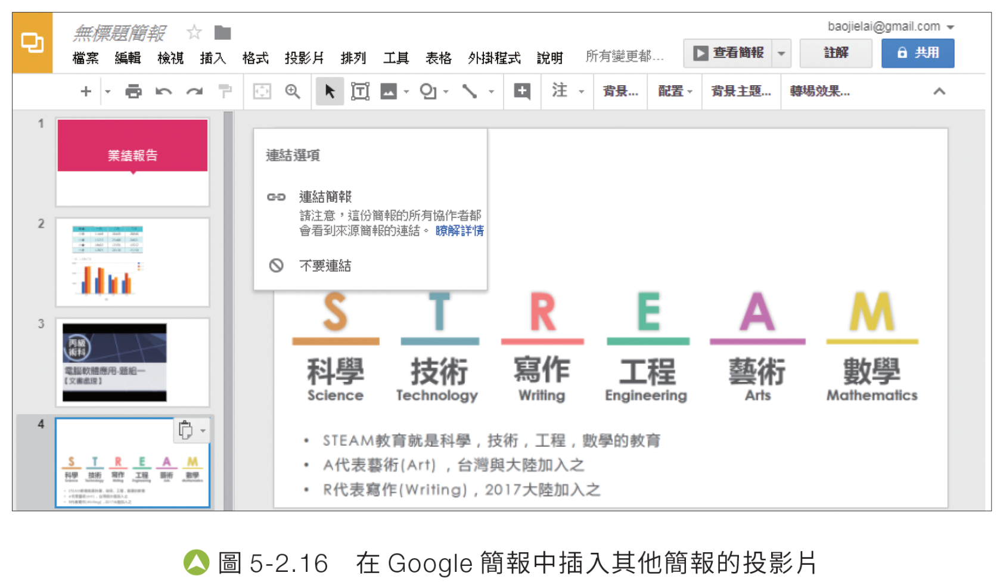 無標題簡報
baojielai@gmail.com
檔案 編輯 檢視 插入 格式 投影片 排列 工具 表格 外掛程式 說明 所有變更都... 查看簡報 註解 共用
注 背景... 配置 背景主題... 轉場效果...
1
業績報告
2
3
丙級
術科
電腦軟體應用-題組一
【文書處理】
4
S T R E A M
科學 技術 寫作 工程 藝術 數學
連結選項
連結簡報
請注意,這份簡報的所有協作者都
會看到來源簡報的連結。 瞭解詳情
不要連結
S T R E A M
科學 技術 寫作 工程 藝術 數學
Science Technology Writing Engineering Arts Mathematics
• STEAM教育就是科學,技術,工程,數學的教育
• A代表藝術(Art),台灣與大陸加入之
• R代表寫作(Writing),2017大陸加入之
圖 5-2.16 在 Google 簡報中插入其他簡報的投影片